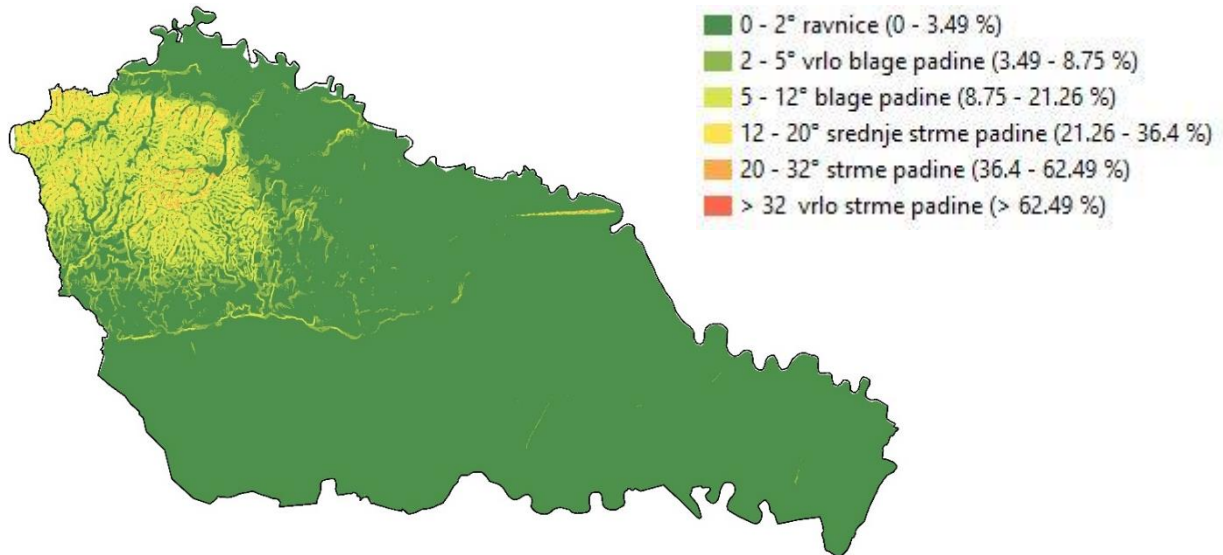 0 - 2° ravnice (0 - 3.49 %)
2 - 5° vrlo blage padine (3.49 - 8.75 %)
5 - 12° blage padine (8.75 - 21.26 %)
12 - 20° srednje strme padine (21.26 - 36.4 %)
20 - 32° strme padine (36.4 - 62.49 %)
> 32 vrlo strme padine (> 62.49 %)